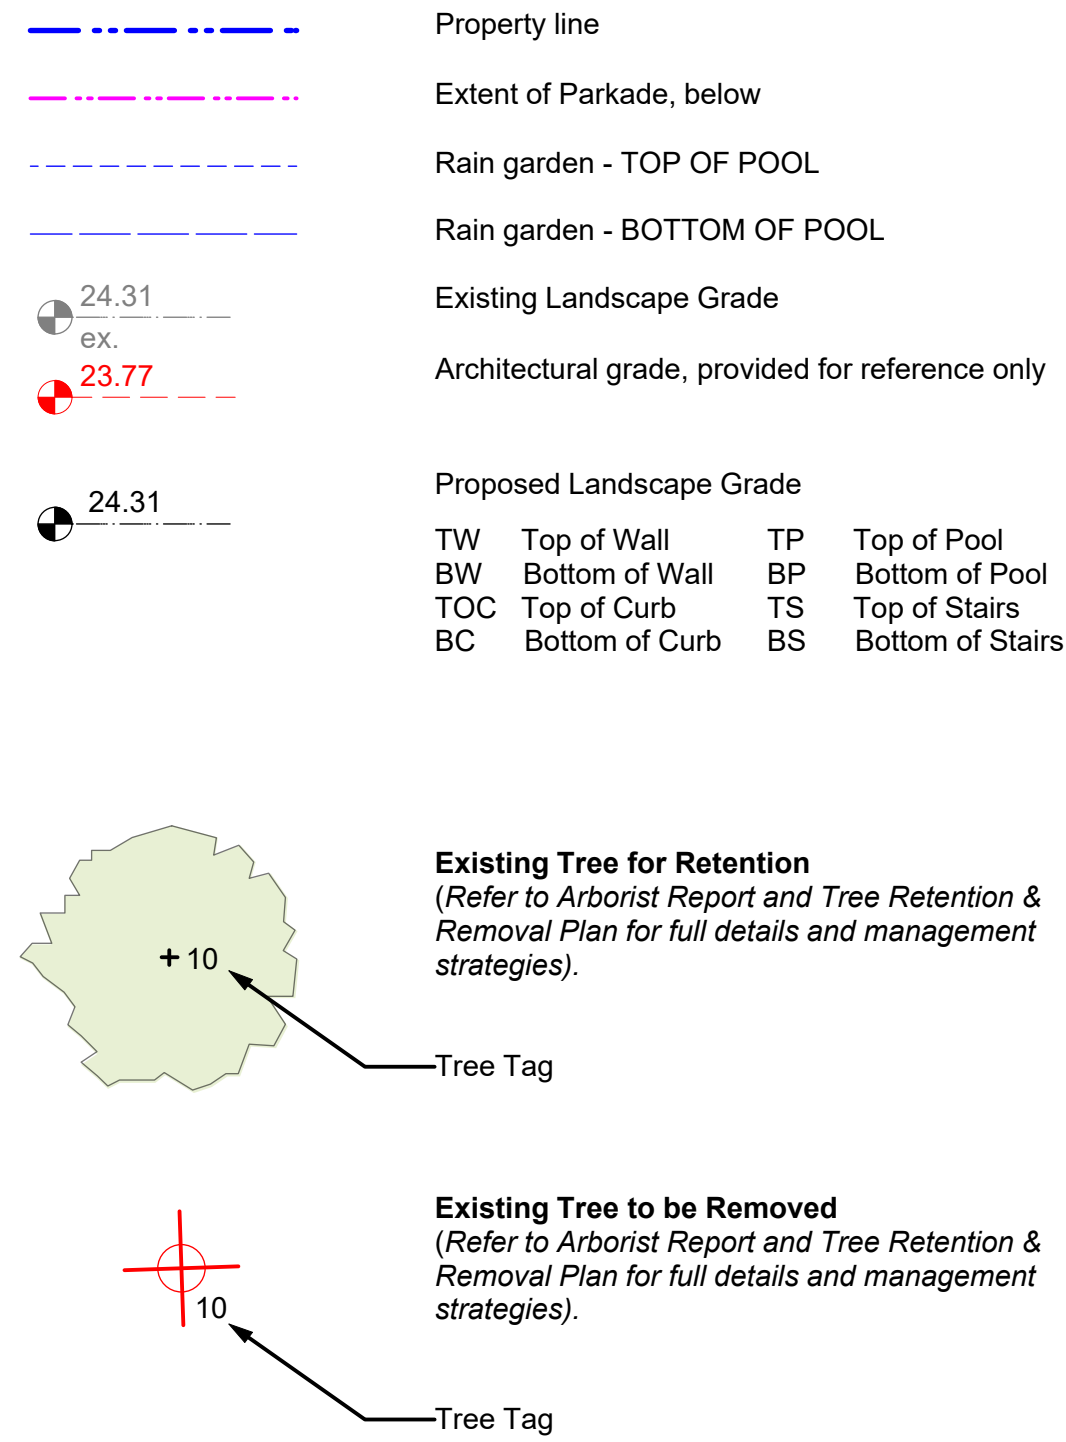 Property line
Extent of Parkade, below
Rain garden - TOP OF POOL
Rain garden - BOTTOM OF POOL
24.31
ex.
Existing Landscape Grade
23.77
Architectural grade, provided for reference only
24.31
Proposed Landscape Grade
TW Top of Wall TP Top of Pool
BW Bottom of Wall BP Bottom of Pool
TOC Top of Curb TS Top of Stairs
BC Bottom of Curb BS Bottom of Stairs
Existing Tree for Retention
(Refer to Arborist Report and Tree Retention &
Removal Plan for full details and management
strategies).
10
Tree Tag
Existing Tree to be Removed
(Refer to Arborist Report and Tree Retention &
Removal Plan for full details and management
strategies).
10
Tree Tag